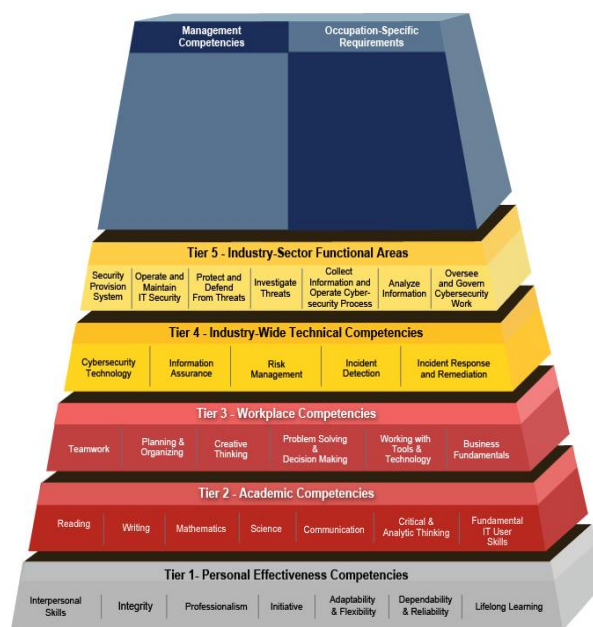 Management
Competencies
Occupation-Specific
Requirements
Tier 5 - Industry-Sector Functional Areas
Security
Provision
System
Operate and
Maintain
IT Security
Protect and
Defend
From Threats
Investigate
Threats
Collect
Information and
Operate Cyber-
security Process
Analyze
Information
Oversee
and Govern
Cybersecurity
Work
Tier 4 - Industry-Wide Technical Competencies
Cybersecurity
Technology
Information
Assurance
Risk
Management
Incident
Detection
Incident Response
and Remediation
Tier 3 - Workplace Competencies
Teamwork
Planning &
Organizing
Creative
Thinking
Problem Solving
&
Decision Making
Working with
Tools &
Technology
Business
Fundamentals
Tier 2 - Academic Competencies
Reading
Writing
Mathematics
Science
Communication
Critical &
Analytic Thinking
Fundamental
IT User
Skills
Tier 1- Personal Effectiveness Competencies
Interpersonal
Skills
Integrity
Professionalism
Initiative
Adaptability
& Flexibility
Dependability
& Reliability
Lifelong Learning